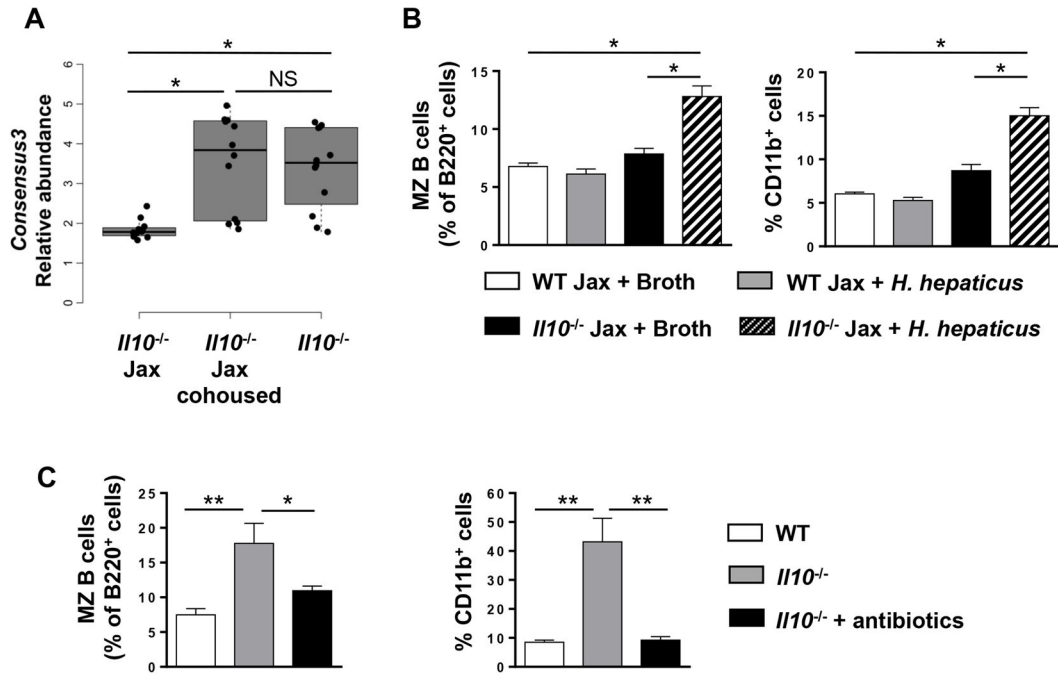 A
*
*
NS
Consensus3
Relative abundance
0
1
2
3
4
5
6
Il10-/-
Jax
Il10-/-
Jax
cohoused
Il10-/-
B
*
*
MZ B cells
(% of B220+ cells)
15
10
5
0
*
*
% CD11b+ cells
20
15
10
5
0
WT Jax + Broth
WT Jax + H. hepaticus
Il10-/- Jax + Broth
Il10-/- Jax + H. hepaticus
C
**
*
MZ B cells
(% of B220+ cells)
25
20
15
10
5
0
**
**
% CD11b+ cells
60
50
40
30
20
10
0
WT
Il10-/-
Il10-/- + antibiotics